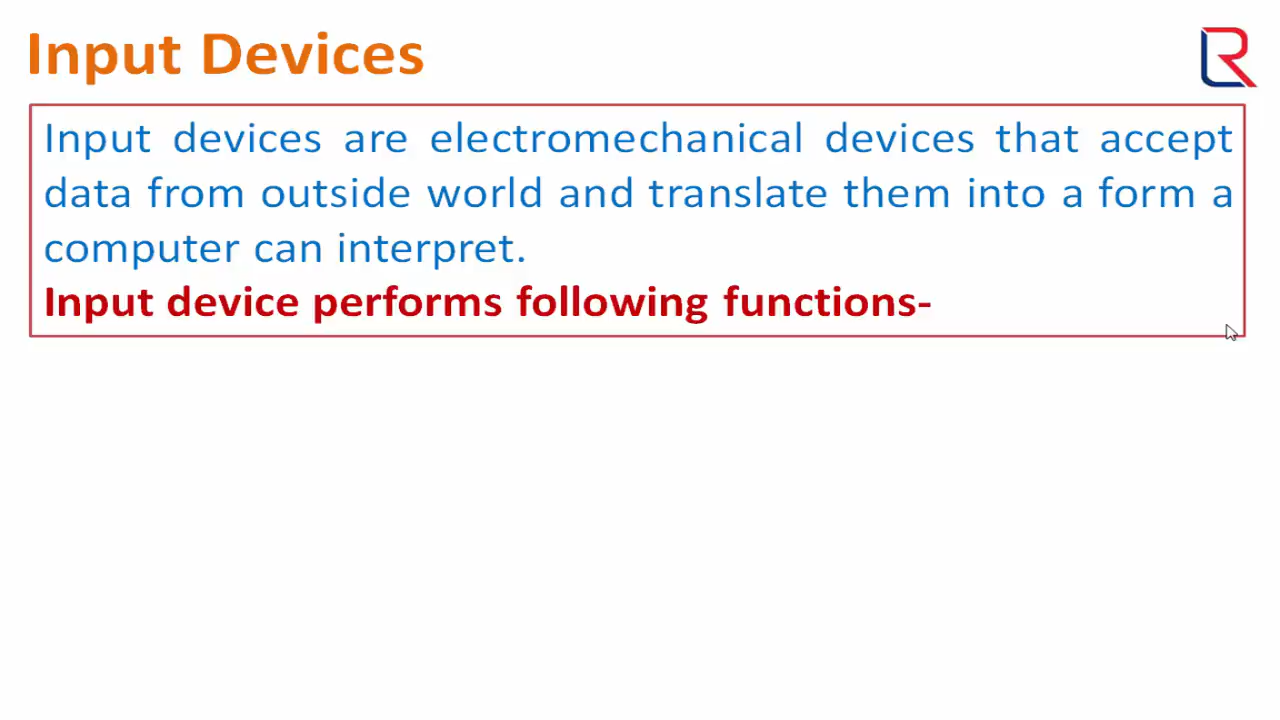 Input Devices
Input devices are electromechanical devices that accept
data from outside world and translate them into a form a
computer can interpret.
Input device performs following functions-